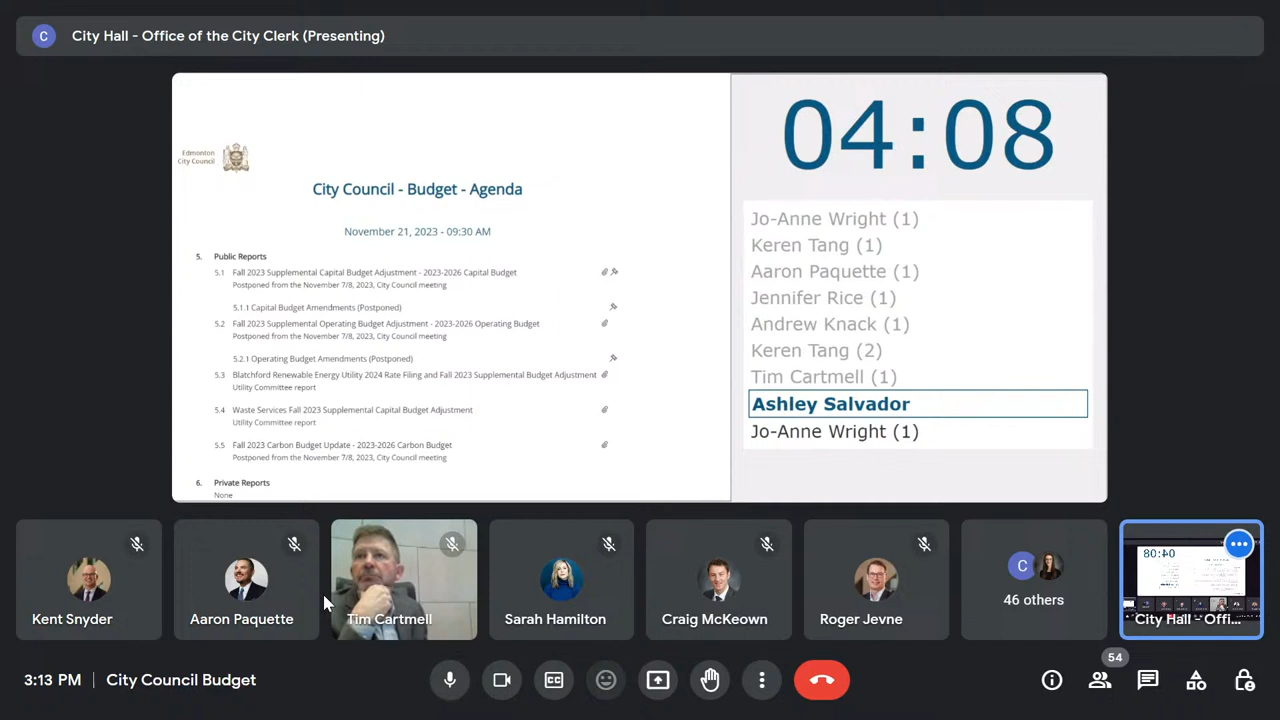 C City Hall - Office of the City Clerk (Presenting)
Edmonton
City Council
City Council - Budget - Agenda
November 21, 2023 - 09:30 AM
5. Public Reports
5.1 Fall 2023 Supplemental Capital Budget Adjustment - 2023-2026 Capital Budget
Postponed from the November 7/8, 2023, City Council meeting
5.1.1 Capital Budget Amendments (Postponed)
5.2 Fall 2023 Supplemental Operating Budget Adjustment - 2023-2026 Operating Budget
Postponed from the November 7/8, 2023, City Council meeting
5.2.1 Operating Budget Amendments (Postponed)
5.3 Blatchford Renewable Energy Utility 2024 Rate Filing and Fall 2023 Supplemental Budget Adjustment
Utility Committee report
5.4 Waste Services Fall 2023 Supplemental Capital Budget Adjustment
Utility Committee report
5.5 Fall 2023 Carbon Budget Update - 2023-2026 Carbon Budget
Postponed from the November 7/8, 2023, City Council meeting
6. Private Reports
None
04:08
Jo-Anne Wright (1)
Keren Tang (1)
Aaron Paquette (1)
Jennifer Rice (1)
Andrew Knack (1)
Keren Tang (2)
Tim Cartmell (1)
Ashley Salvador
Jo-Anne Wright (1)
Kent Snyder
Aaron Paquette
Tim Cartmell
Sarah Hamilton
Craig McKeown
Roger Jevne
C
46 others
04:08
City Hall - Offi...
3:13 PM | City Council Budget
54